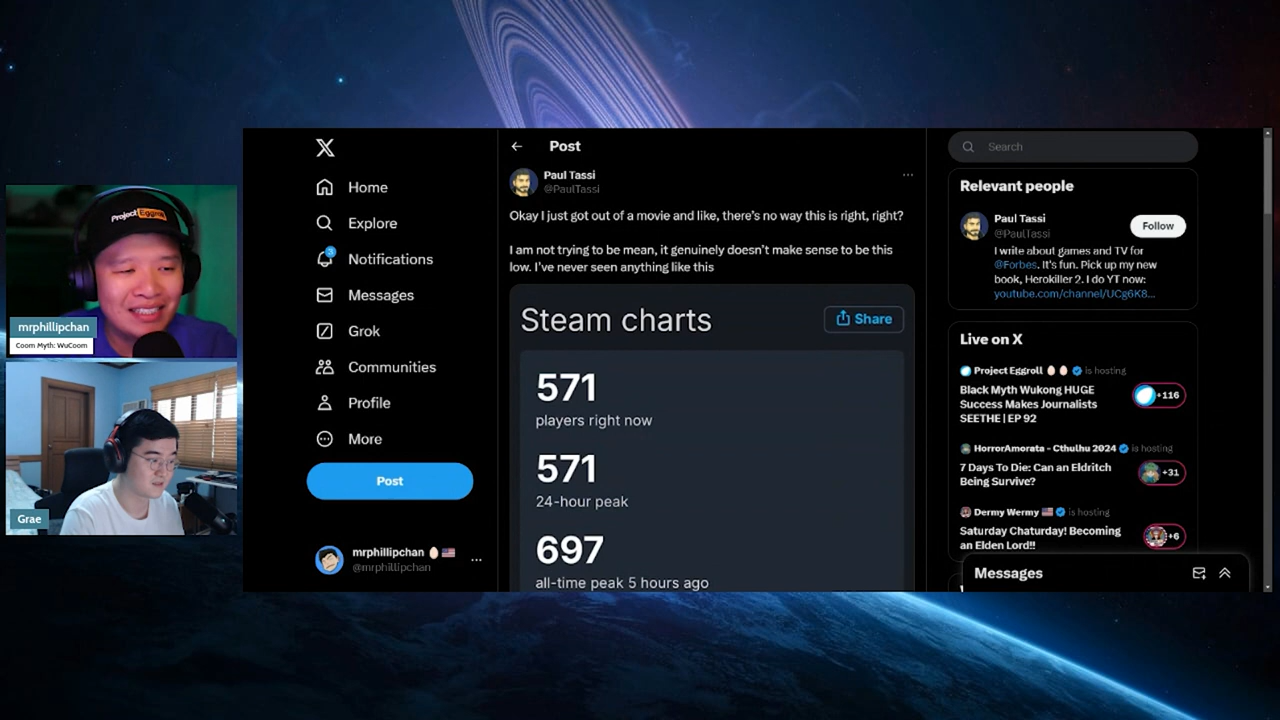 Project Eggroll
mrphillipchan
Coom Myth: WuCoom
Grae
X
Home
Explore
3
Notifications
Messages
Grok
Communities
Profile
More
Post
mrphillipchan
@mrphillipchan
Post
Paul Tassi
@PaulTassi
Okay I just got out of a movie and like, there's no way this is right, right?
I am not trying to be mean, it genuinely doesn't make sense to be this
low. I've never seen anything like this
Steam charts
Share
571
players right now
571
24-hour peak
697
all-time peak 5 hours ago
Search
Relevant people
Paul Tassi
@PaulTassi
Follow
I write about games and TV for
@Forbes. It's fun. Pick up my new
book, Herokiller 2. I do YT now:
youtube.com/channel/UCg6K8…
Live on X
Project Eggroll is hosting
Black Myth Wukong HUGE
Success Makes Journalists
SEETHE | EP 92
+116
HorrorAmorata - Cthulhu 2024 is hosting
7 Days To Die: Can an Eldritch
Being Survive?
+31
Dermy Wermy is hosting
Saturday Chaturday! Becoming
an Elden Lord!!
+6
Messages